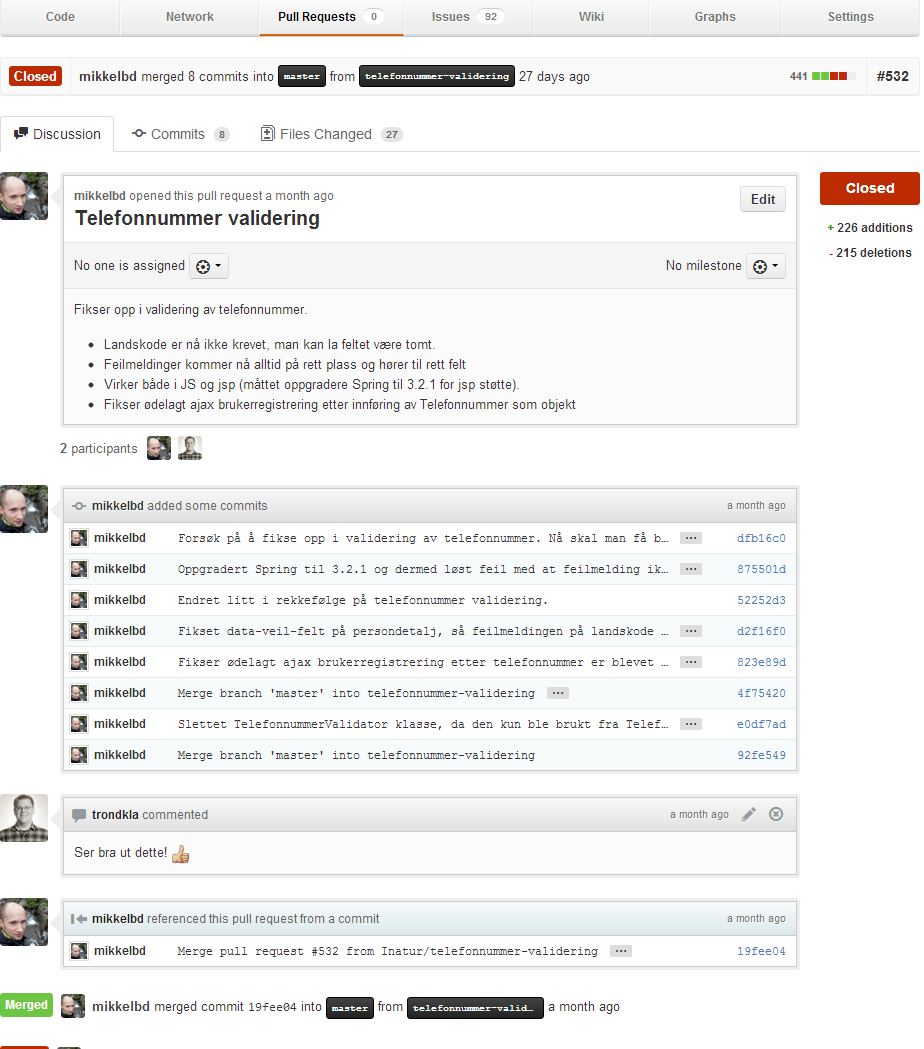 Code Network Pull Requests 0 Issues 92 Wiki Graphs Settings
Closed mikkelbd merged 8 commits into master from telefonnummer-validering 27 days ago 441 #532
Discussion Commits 8 Files Changed 27
mikkelbd opened this pull request a month ago
Telefonnummer validering
Edit
Closed
+ 226 additions
- 215 deletions
No one is assigned No milestone
Fikser opp i validering av telefonnummer.
• Landskode er nå ikke krevet, man kan la feltet være tomt.
• Feilmeldinger kommer nå alltid på rett plass og hører til rett felt
• Virker både i JS og jsp (måttet oppgradere Spring til 3.2.1 for jsp støtte).
• Fikser ødelagt ajax brukerregistrering etter innføring av Telefonnummer som objekt
2 participants
mikkelbd added some commits a month ago
mikkelbd Forsøk på å fikse opp i validering av telefonnummer. Nå skal man få b… ... dfb16c0
mikkelbd Oppgradert Spring til 3.2.1 og dermed løst feil med at feilmelding ik… ... 875501d
mikkelbd Endret litt i rekkefølge på telefonnummer validering. 52252d3
mikkelbd Fikset data-veil-felt på persondetalj, så feilmeldingen på landskode … ... d2f16f0
mikkelbd Fikser ødelagt ajax brukerregistrering etter telefonnummer er blevet … ... 823e89d
mikkelbd Merge branch 'master' into telefonnummer-validering ... 4f75420
mikkelbd Slettet TelefonnummerValidator klasse, da den kun ble brukt fra Telef… ... e0df7ad
mikkelbd Merge branch 'master' into telefonnummer-validering 92fe549
trondkla commented a month ago
Ser bra ut dette! 👍
mikkelbd referenced this pull request from a commit a month ago
mikkelbd Merge pull request #532 from Inatur/telefonnummer-validering ... 19fee04
Merged mikkelbd merged commit 19fee04 into master from telefonnummer-valid… a month ago